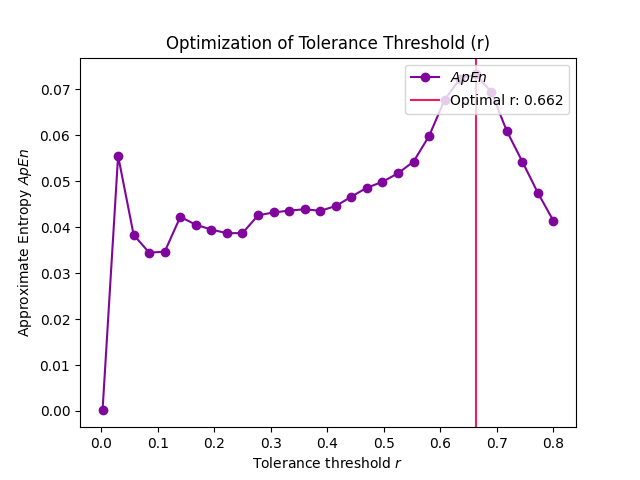 Optimization of Tolerance Threshold (r)
ApEn
Optimal r: 0.662
0.07
0.06
0.05
0.04
0.03
0.02
0.01
0.00
Approximate Entropy ApEn
0.0 0.1 0.2 0.3 0.4 0.5 0.6 0.7 0.8
Tolerance threshold r